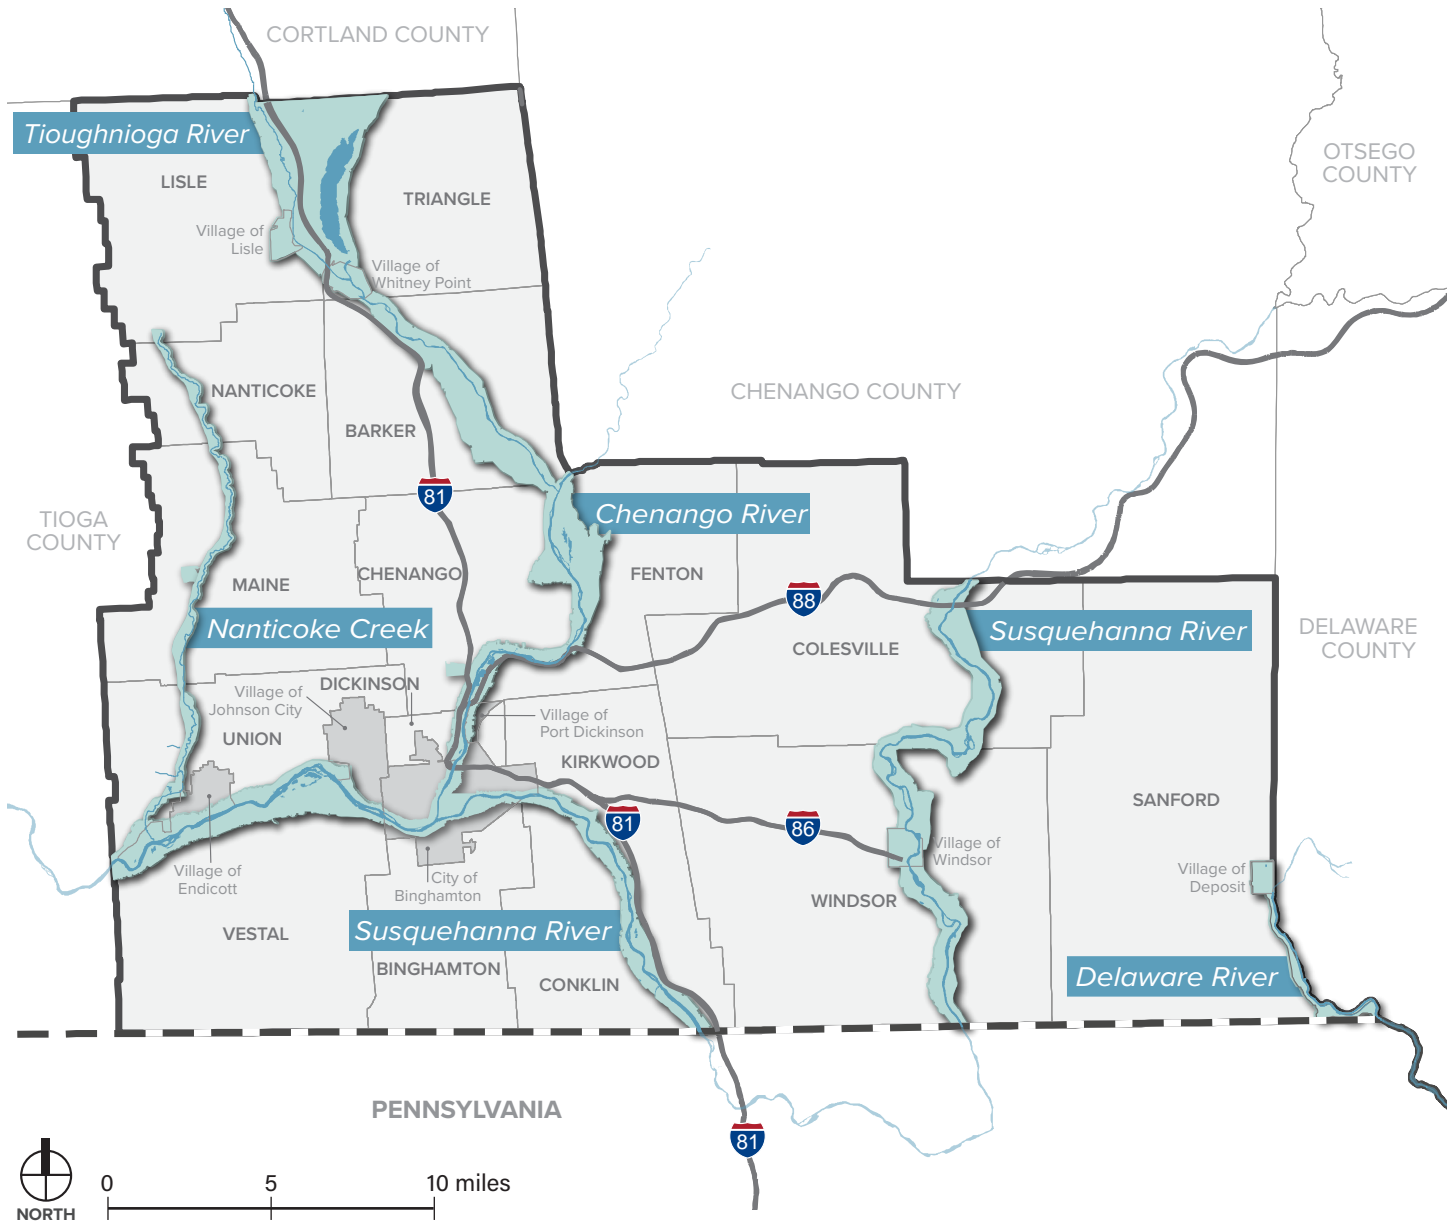 CORTLAND COUNTY
Tioughnioga River
OTSEGO
COUNTY
LISLE
TRIANGLE
Village of
Lisle
Village of
Whitney Point
NANTICOKE
CHENANGO COUNTY
BARKER
81
TIOGA
COUNTY
Chenango River
MAINE
CHENANGO
FENTON
88
Nanticoke Creek
Susquehanna River
DELAWARE
COUNTY
COLESVILLE
DICKINSON
Village of
Johnson City
Village of
Port Dickinson
UNION
KIRKWOOD
SANFORD
81
86
Village of
Windsor
Village of
Endicott
City of
Binghamton
Village of
Deposit
WINDSOR
VESTAL
Susquehanna River
BINGHAMTON
CONKLIN
Delaware River
PENNSYLVANIA
81
0 5 10 miles
NORTH